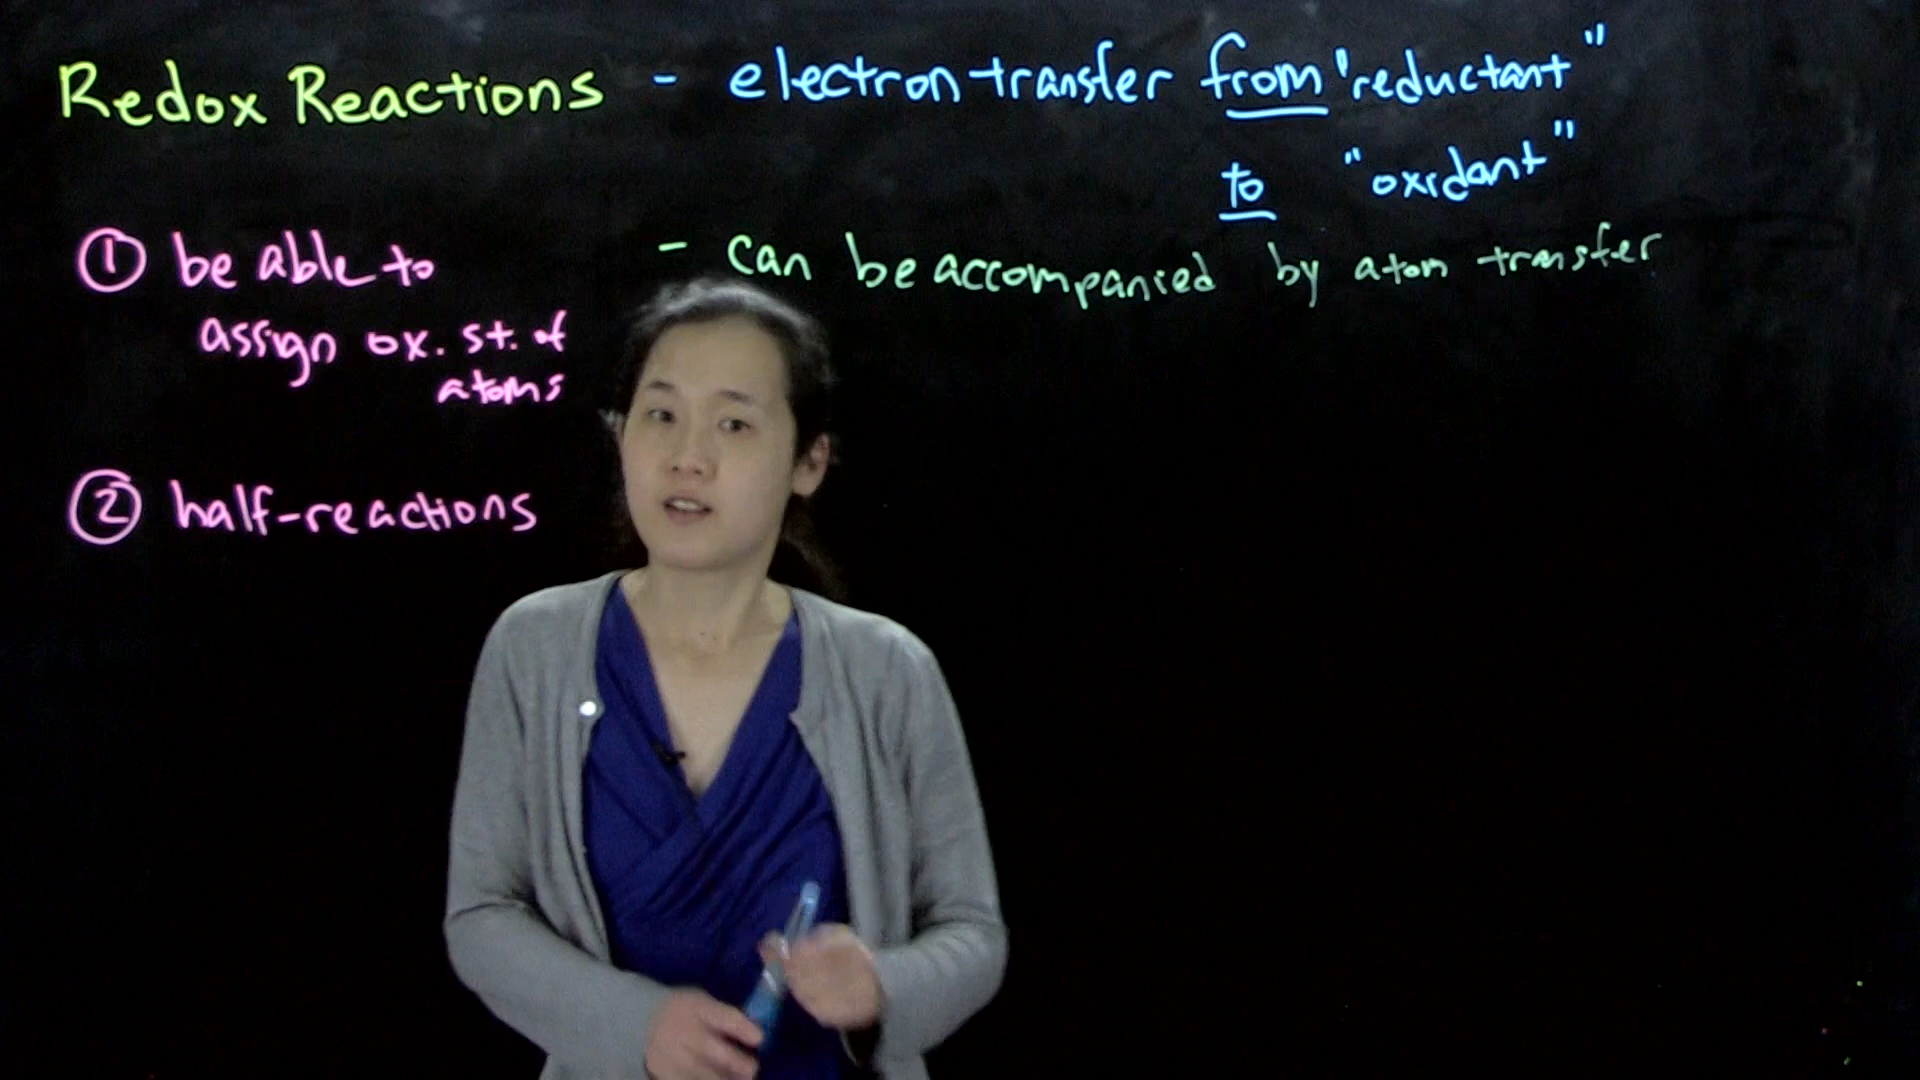 Redox Reactions - electron transfer from "reductant"
to "oxidant"
- can be accompanied by atom transfer
① be able to
assign ox. st. of
atoms
② half-reactions